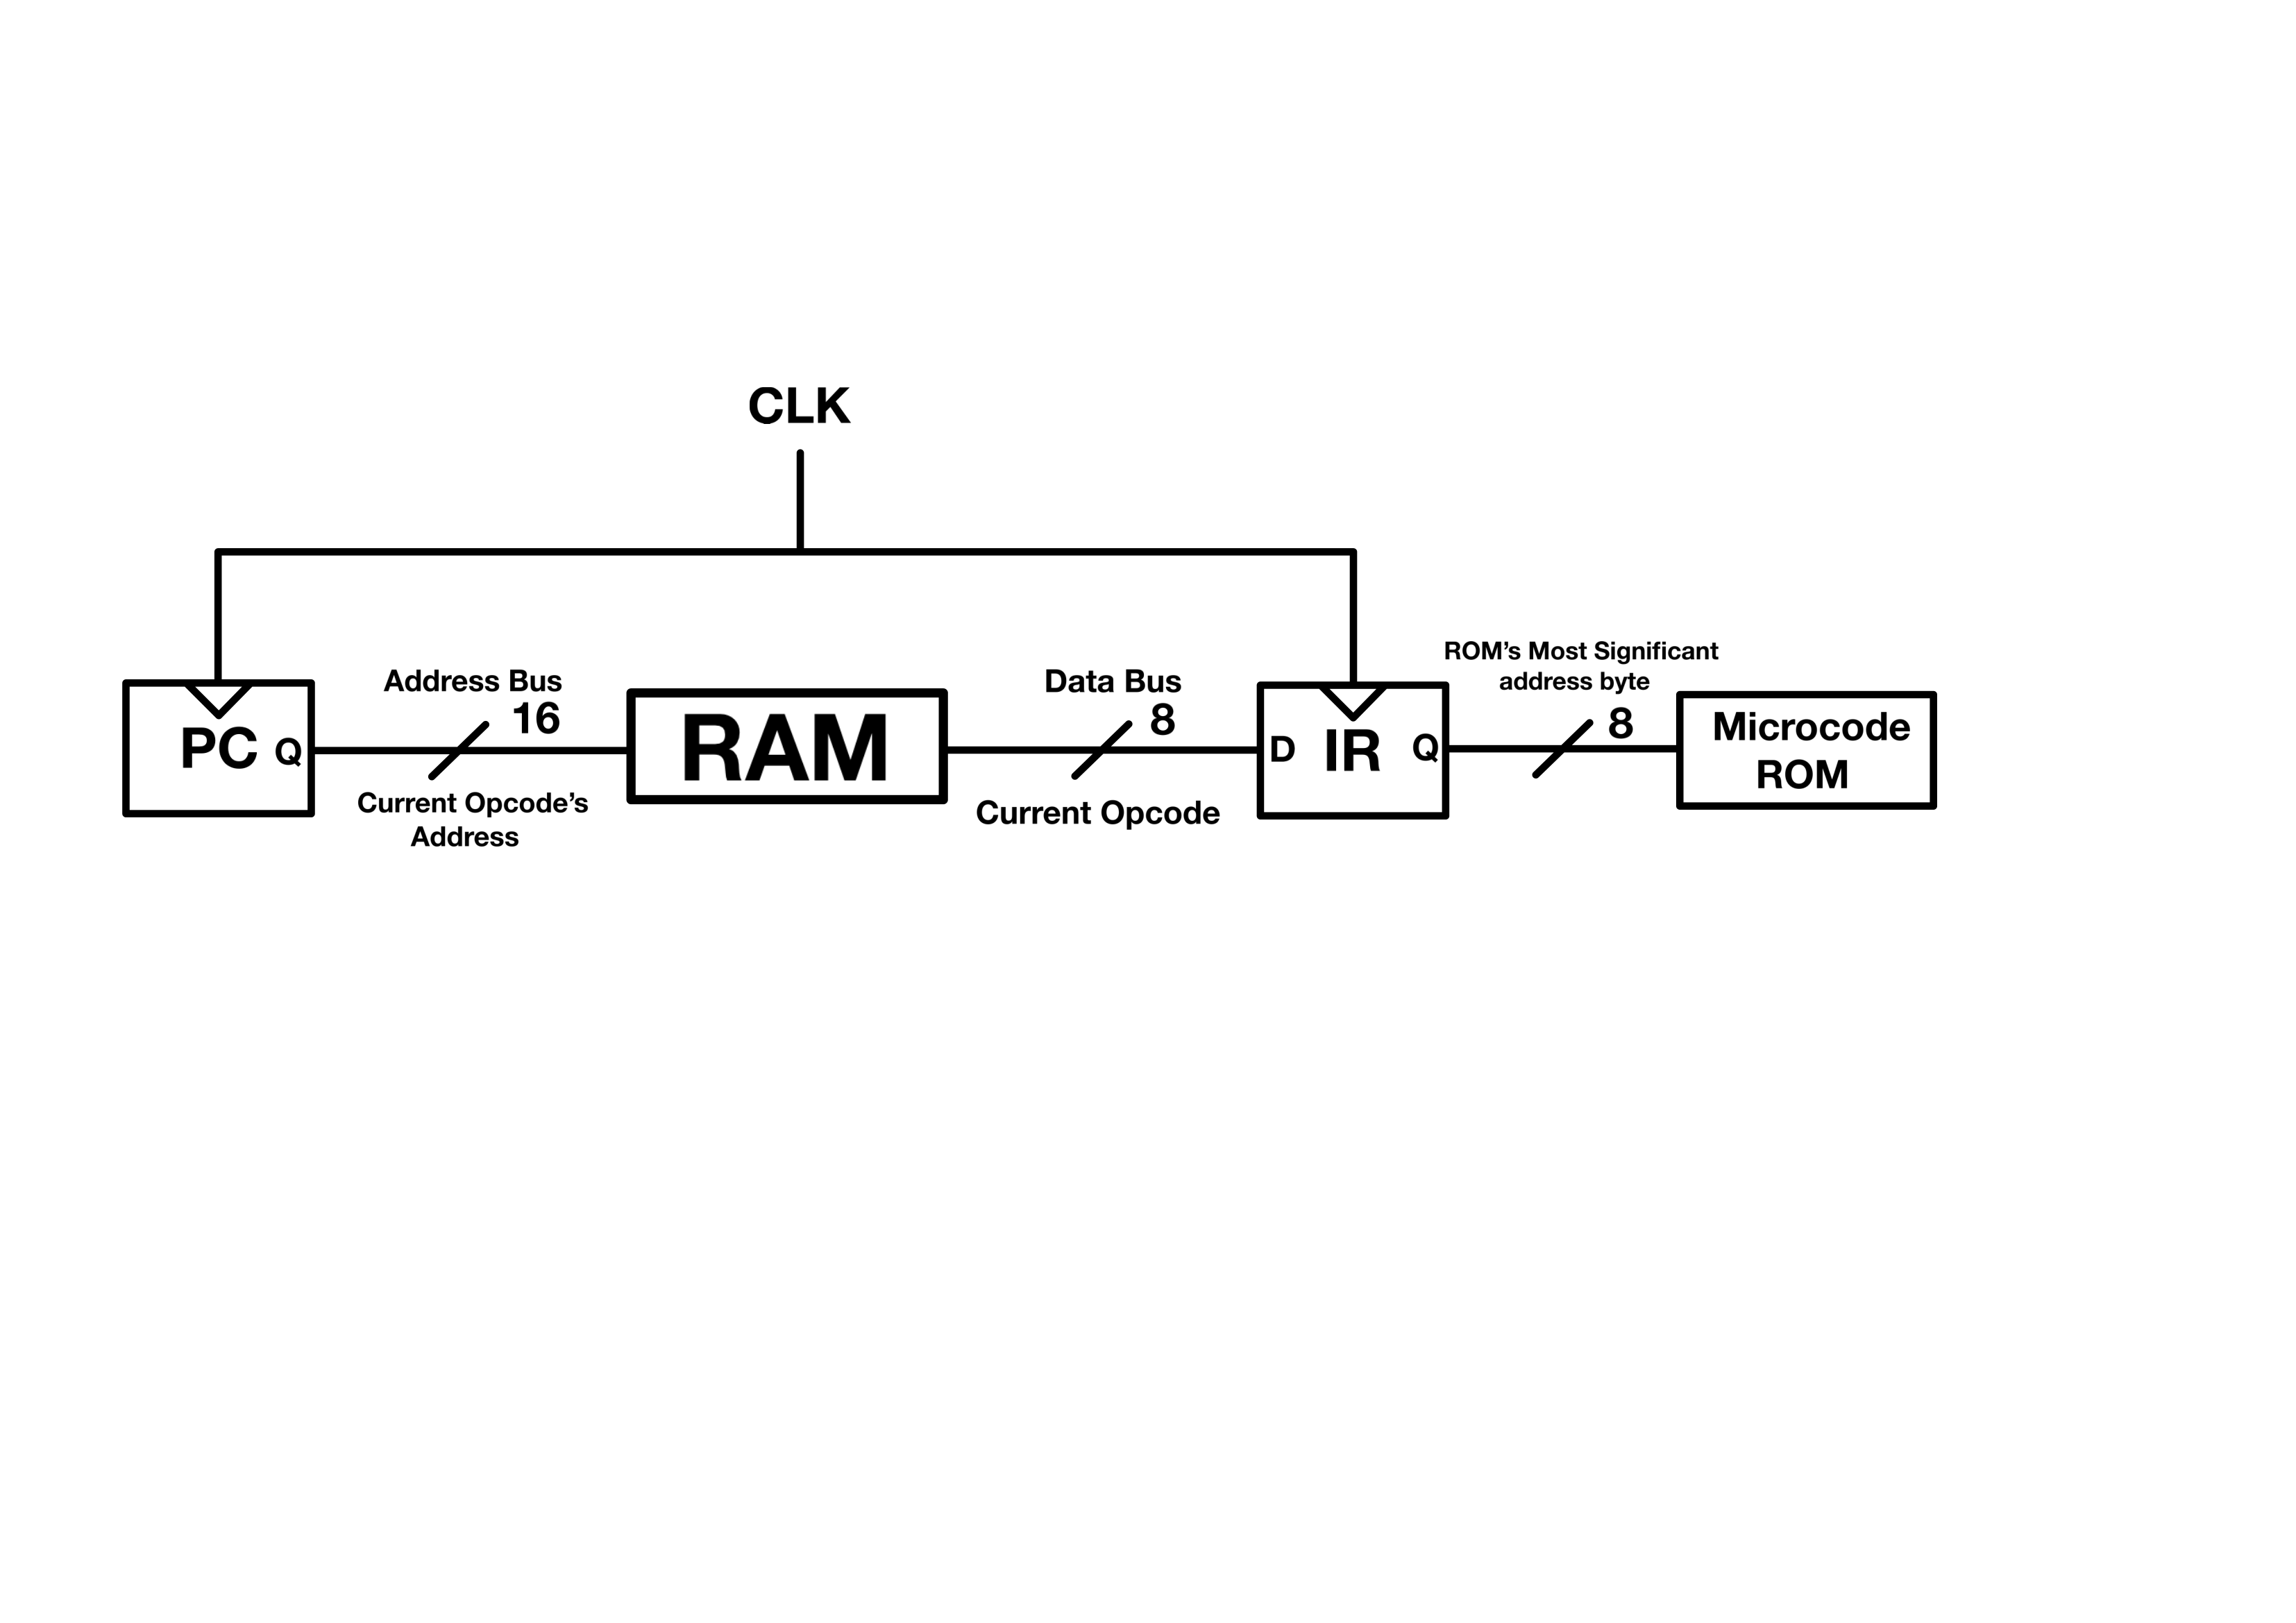 CLK
PC
Q
Address Bus
16
Current Opcode's
Address
RAM
Data Bus
8
Current Opcode
D
IR
Q
ROM’s Most Significant
address byte
8
Microcode
ROM